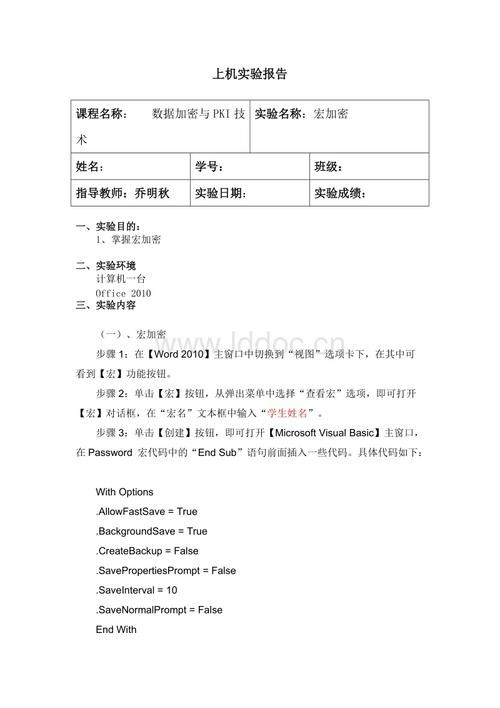 上机实验报告
课程名称: 数据加密与PKI技 实验名称:宏加密
术
姓名: 学号: 班级:
指导教师:乔明秋 实验日期: 实验成绩:
一、实验目的:
1、掌握宏加密
二、实验环境
计算机一台
Office 2010
三、实验内容
www.lddoc.cn
（一）、宏加密
步骤 1：在【Word 2010】主窗口中切换到“视图”选项卡下，在其中可
看到【宏】功能按钮。
步骤 2：单击【宏】按钮，从弹出菜单中选择“查看宏”选项，即可打开
【宏】对话框，在“宏名”文本框中输入“学生姓名”。
步骤 3：单击【创建】按钮，即可打开【Microsoft Visual Basic】主窗口，
在Password 宏代码中的“End Sub”语句前面插入一些代码。具体代码如下：
With Options
.AllowFastSave = True
.BackgroundSave = True
.CreateBackup = False
.SavePropertiesPrompt = False
.SaveInterval = 10
.SaveNormalPrompt = False
End With